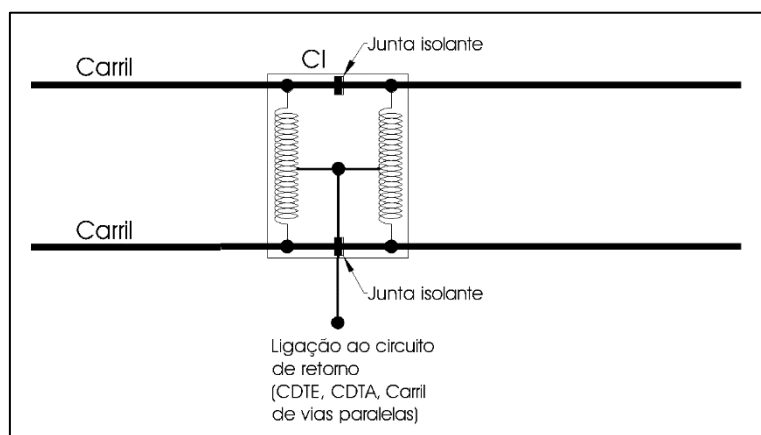 Junta isolante
CI
Carril
Carril
Junta isolante
Ligação ao circuito
de retorno
(CDTE, CDTA, Carril
de vias paralelas)